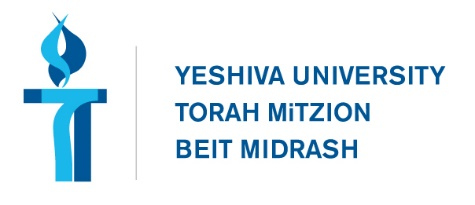 YESHIVA UNIVERSITY
TORAH MiTZION
BEIT MIDRASH